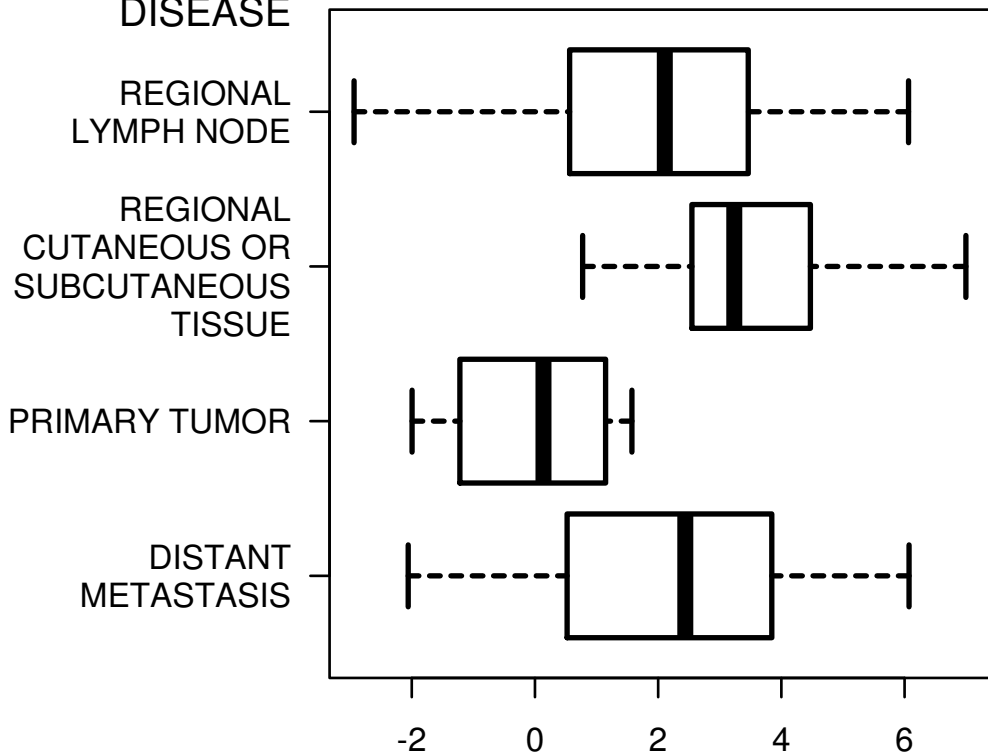 DISEASE
REGIONAL
LYMPH NODE
REGIONAL
CUTANEOUS OR
SUBCUTANEOUS
TISSUE
PRIMARY TUMOR
DISTANT
METASTASIS
-2 0 2 4 6